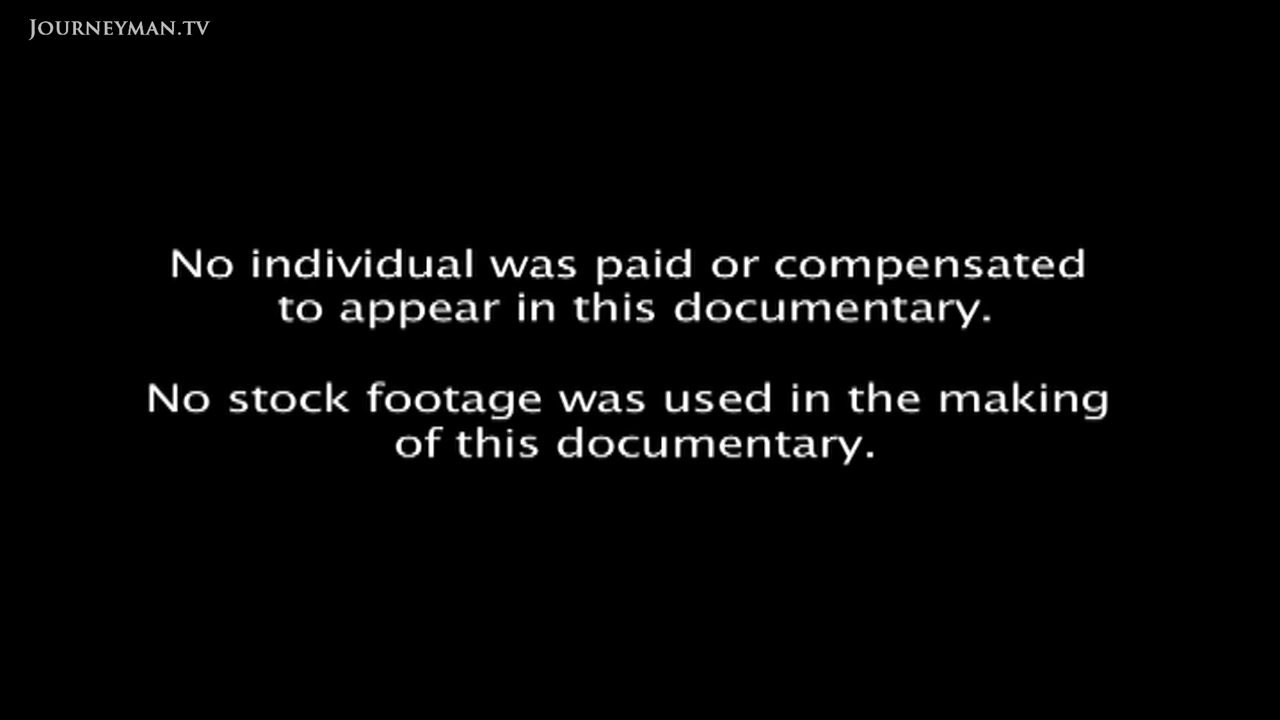 JOURNEYMAN.TV
No individual was paid or compensated
to appear in this documentary.
No stock footage was used in the making
of this documentary.